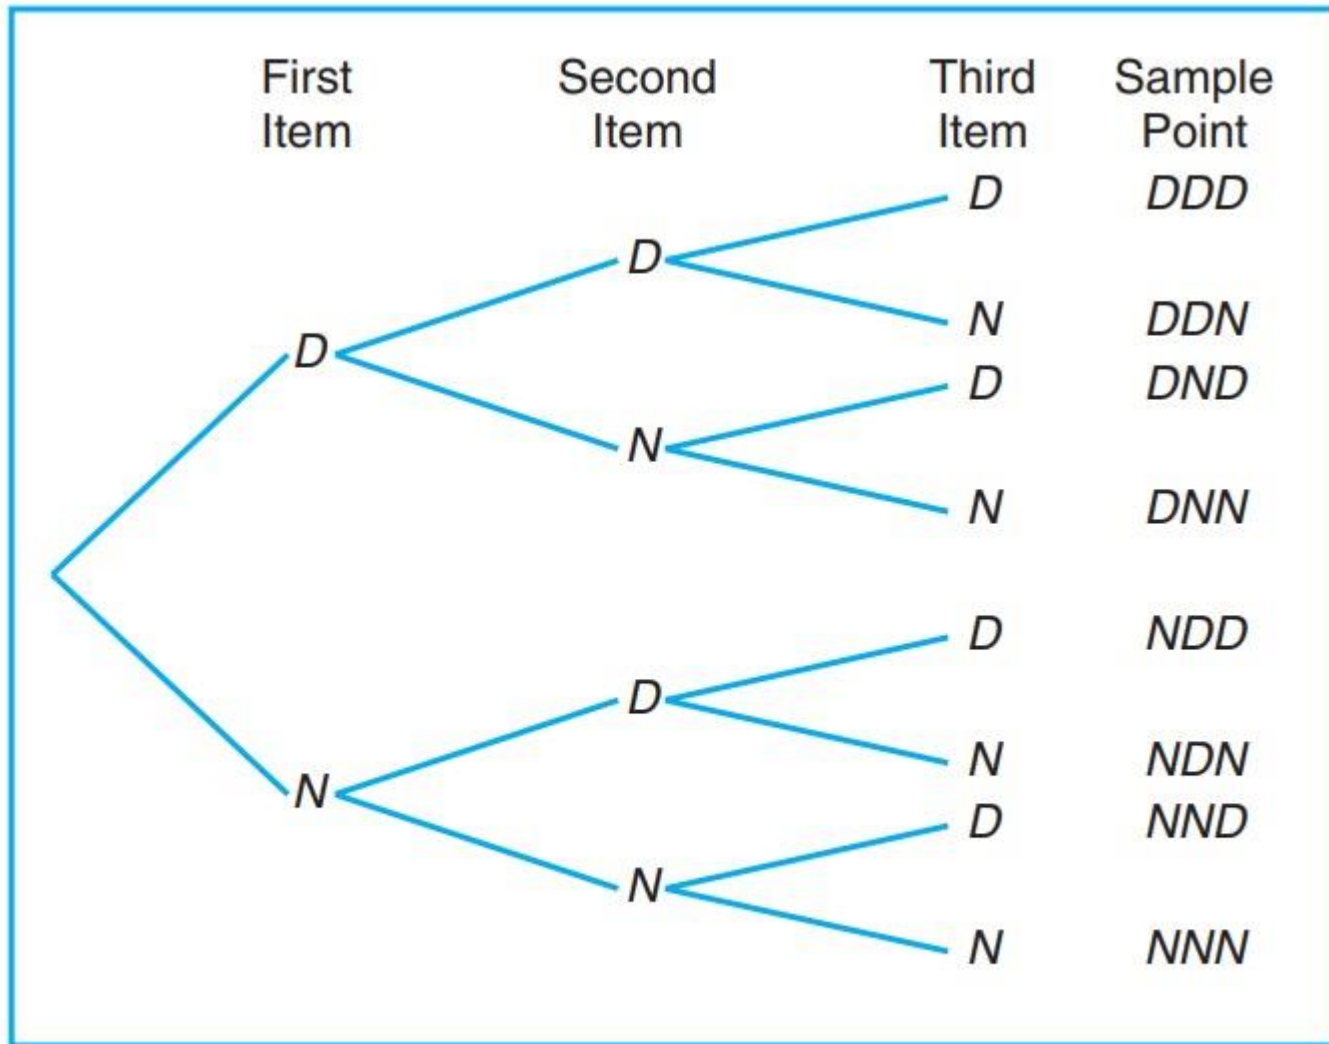 First Second Third Sample
Item Item Item Point
D DDD
D
N DDN
D
D DND
N
N DNN
D NDD
D
N NDN
N
D NND
N
N NNN